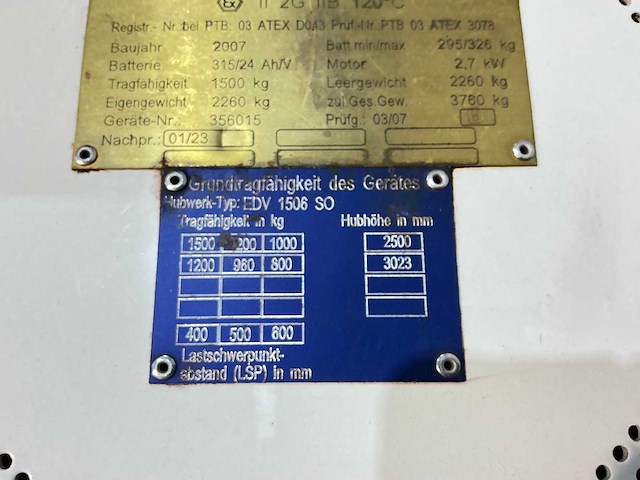 Ex II 2G IIB 120°C
Registr.- Nr. bei PTB: 03 ATEX D043 Prüf.-Nr. PTB 03 ATEX 3078
Baujahr 2007 Batt min/max 295/326 kg
Batterie 315/24 Ah/V Motor 2,7 kW
Tragfähigkeit 1500 kg Leergewicht 2260 kg
Eigengewicht 2260 kg zul.Ges.Gew. 3760 kg
Geräte-Nr.: 356015 Prüfg.: 03/07
Nachpr.: 01/23
Grundtragfähigkeit des Gerätes
Hubwerk-Typ: EDV 1506 SO
Tragfähigkeit in kg Hubhöhe in mm
1500 1200 1000 2500
1200 960 800 3023
400 500 600
Lastschwerpunkt-
abstand (LSP) in mm